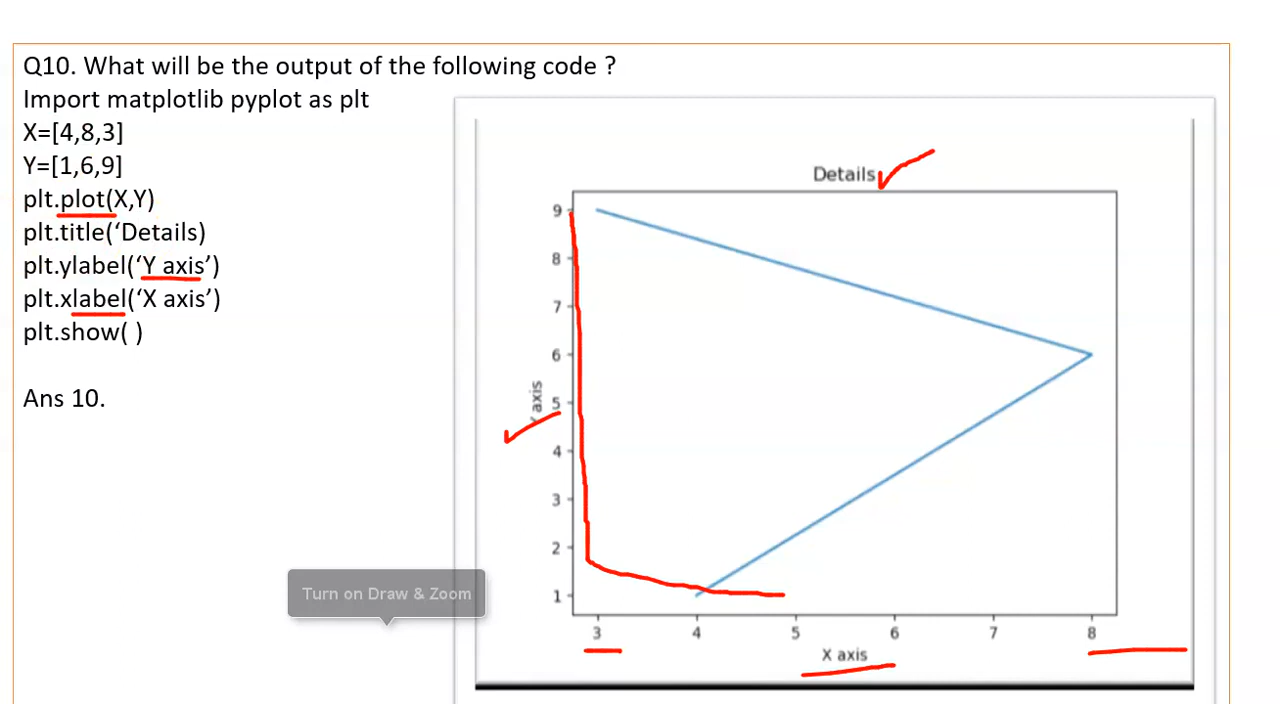 Q10. What will be the output of the following code ?
Import matplotlib pyplot as plt
X=[4,8,3]
Y=[1,6,9]
plt.plot(X,Y)
plt.title(‘Details)
plt.ylabel(‘Y axis’)
plt.xlabel(‘X axis’)
plt.show( )
Ans 10.
Details
9
8
7
6
5
4
3
2
1
Y axis
3 4 5 6 7 8
X axis
Turn on Draw & Zoom